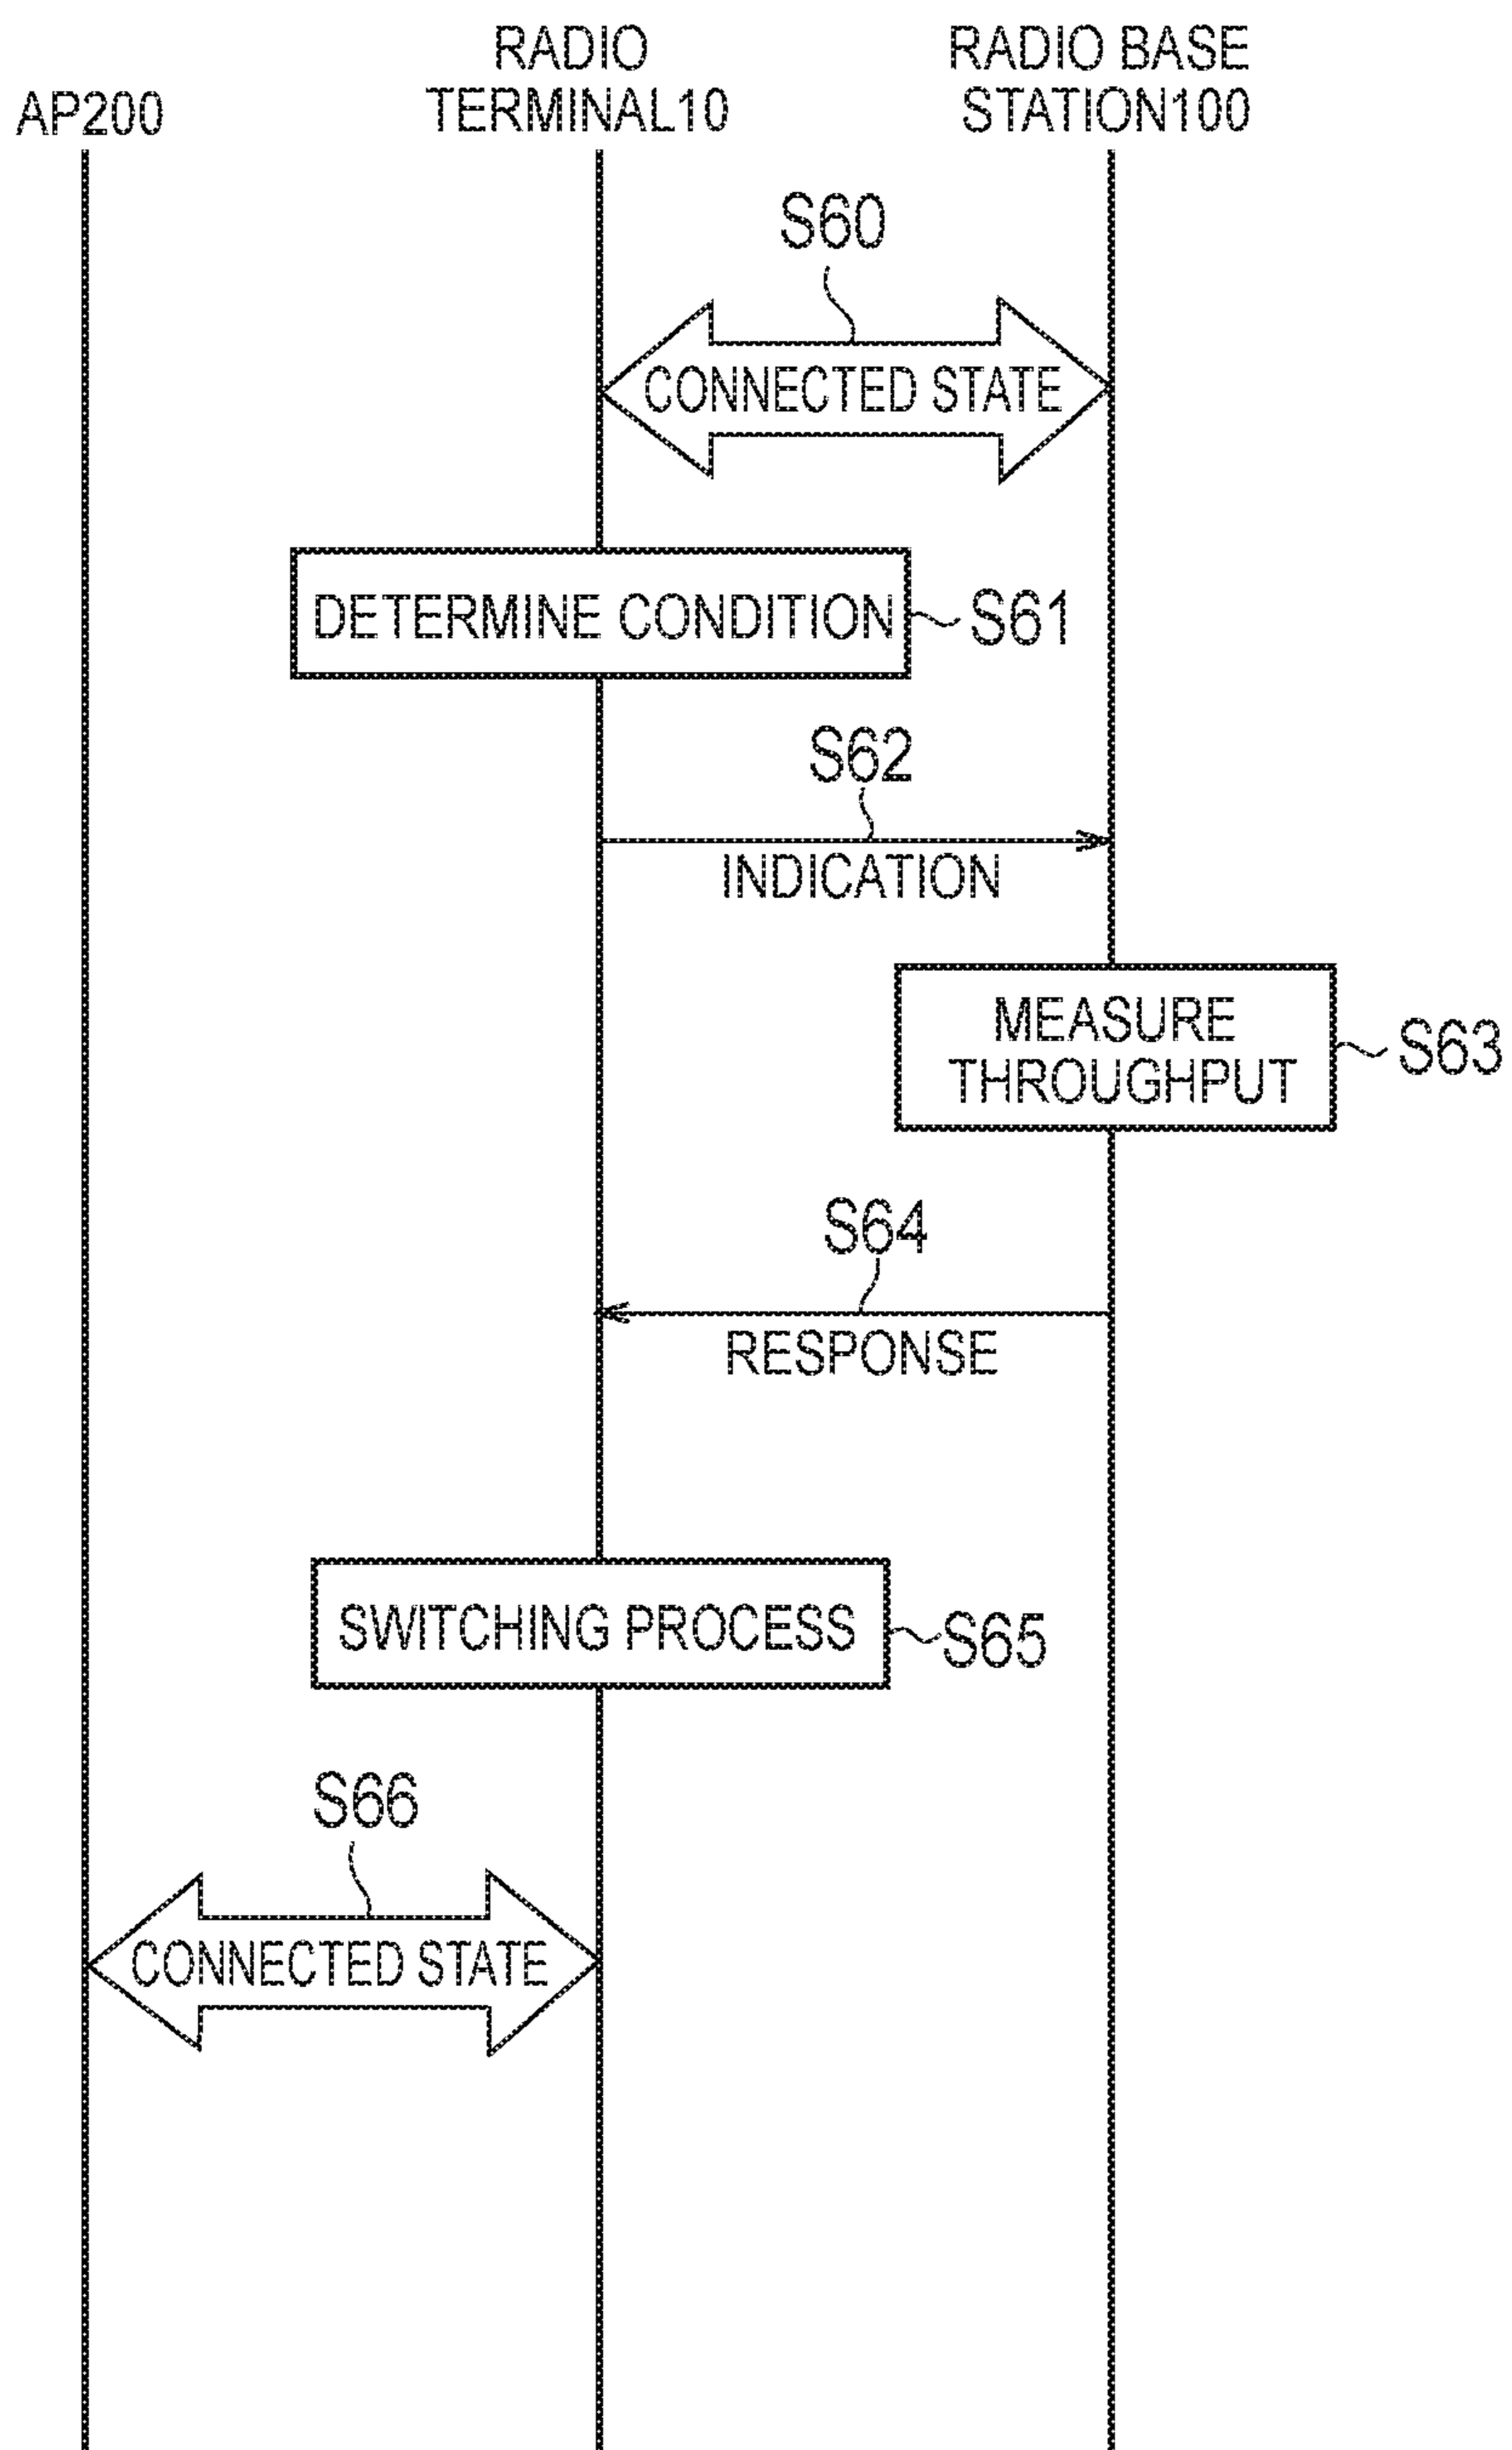 AP200
RADIO
TERMINAL10
RADIO BASE
STATION100
S60
CONNECTED STATE
DETERMINE CONDITION
S61
S62
INDICATION
MEASURE
THROUGHPUT
S63
S64
RESPONSE
SWITCHING PROCESS
S65
S66
CONNECTED STATE